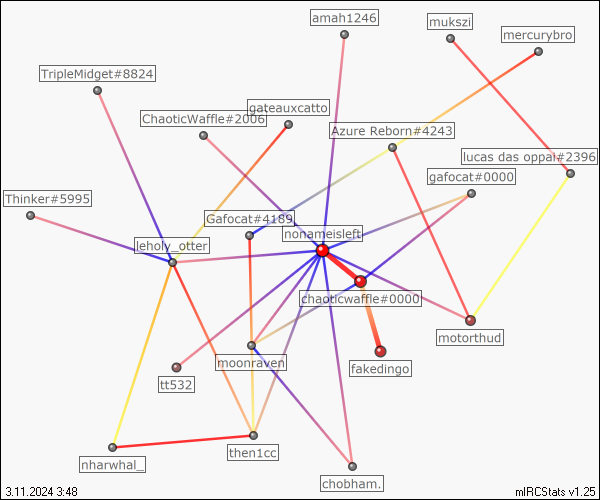 amah1246
mukszi
mercurybro
TripleMidget#8824
gateauxcatto
ChaoticWaffle#2006
Azure Reborn#4243
lucas das oppai#2396
gafocat#0000
Thinker#5995
Gafocat#4189
nonameisleft
leholy_otter
chaoticwaffle#0000
motorthud
moonraven
fakedingo
tt532
then1cc
nharwhal_
chobham.
3.11.2024 3:48
mIRCStats v1.25